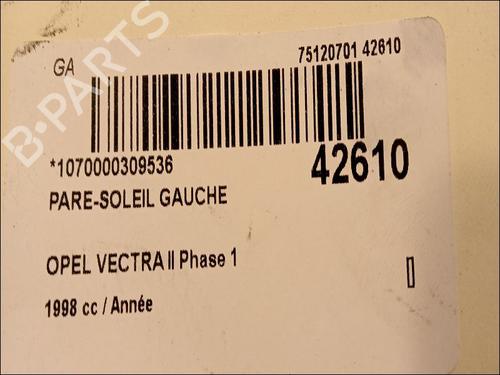 GA
75120701 42610
B-PARTS
*1070000309536
42610
PARE-SOLEIL GAUCHE
OPEL VECTRA II Phase 1
1998 cc / Année